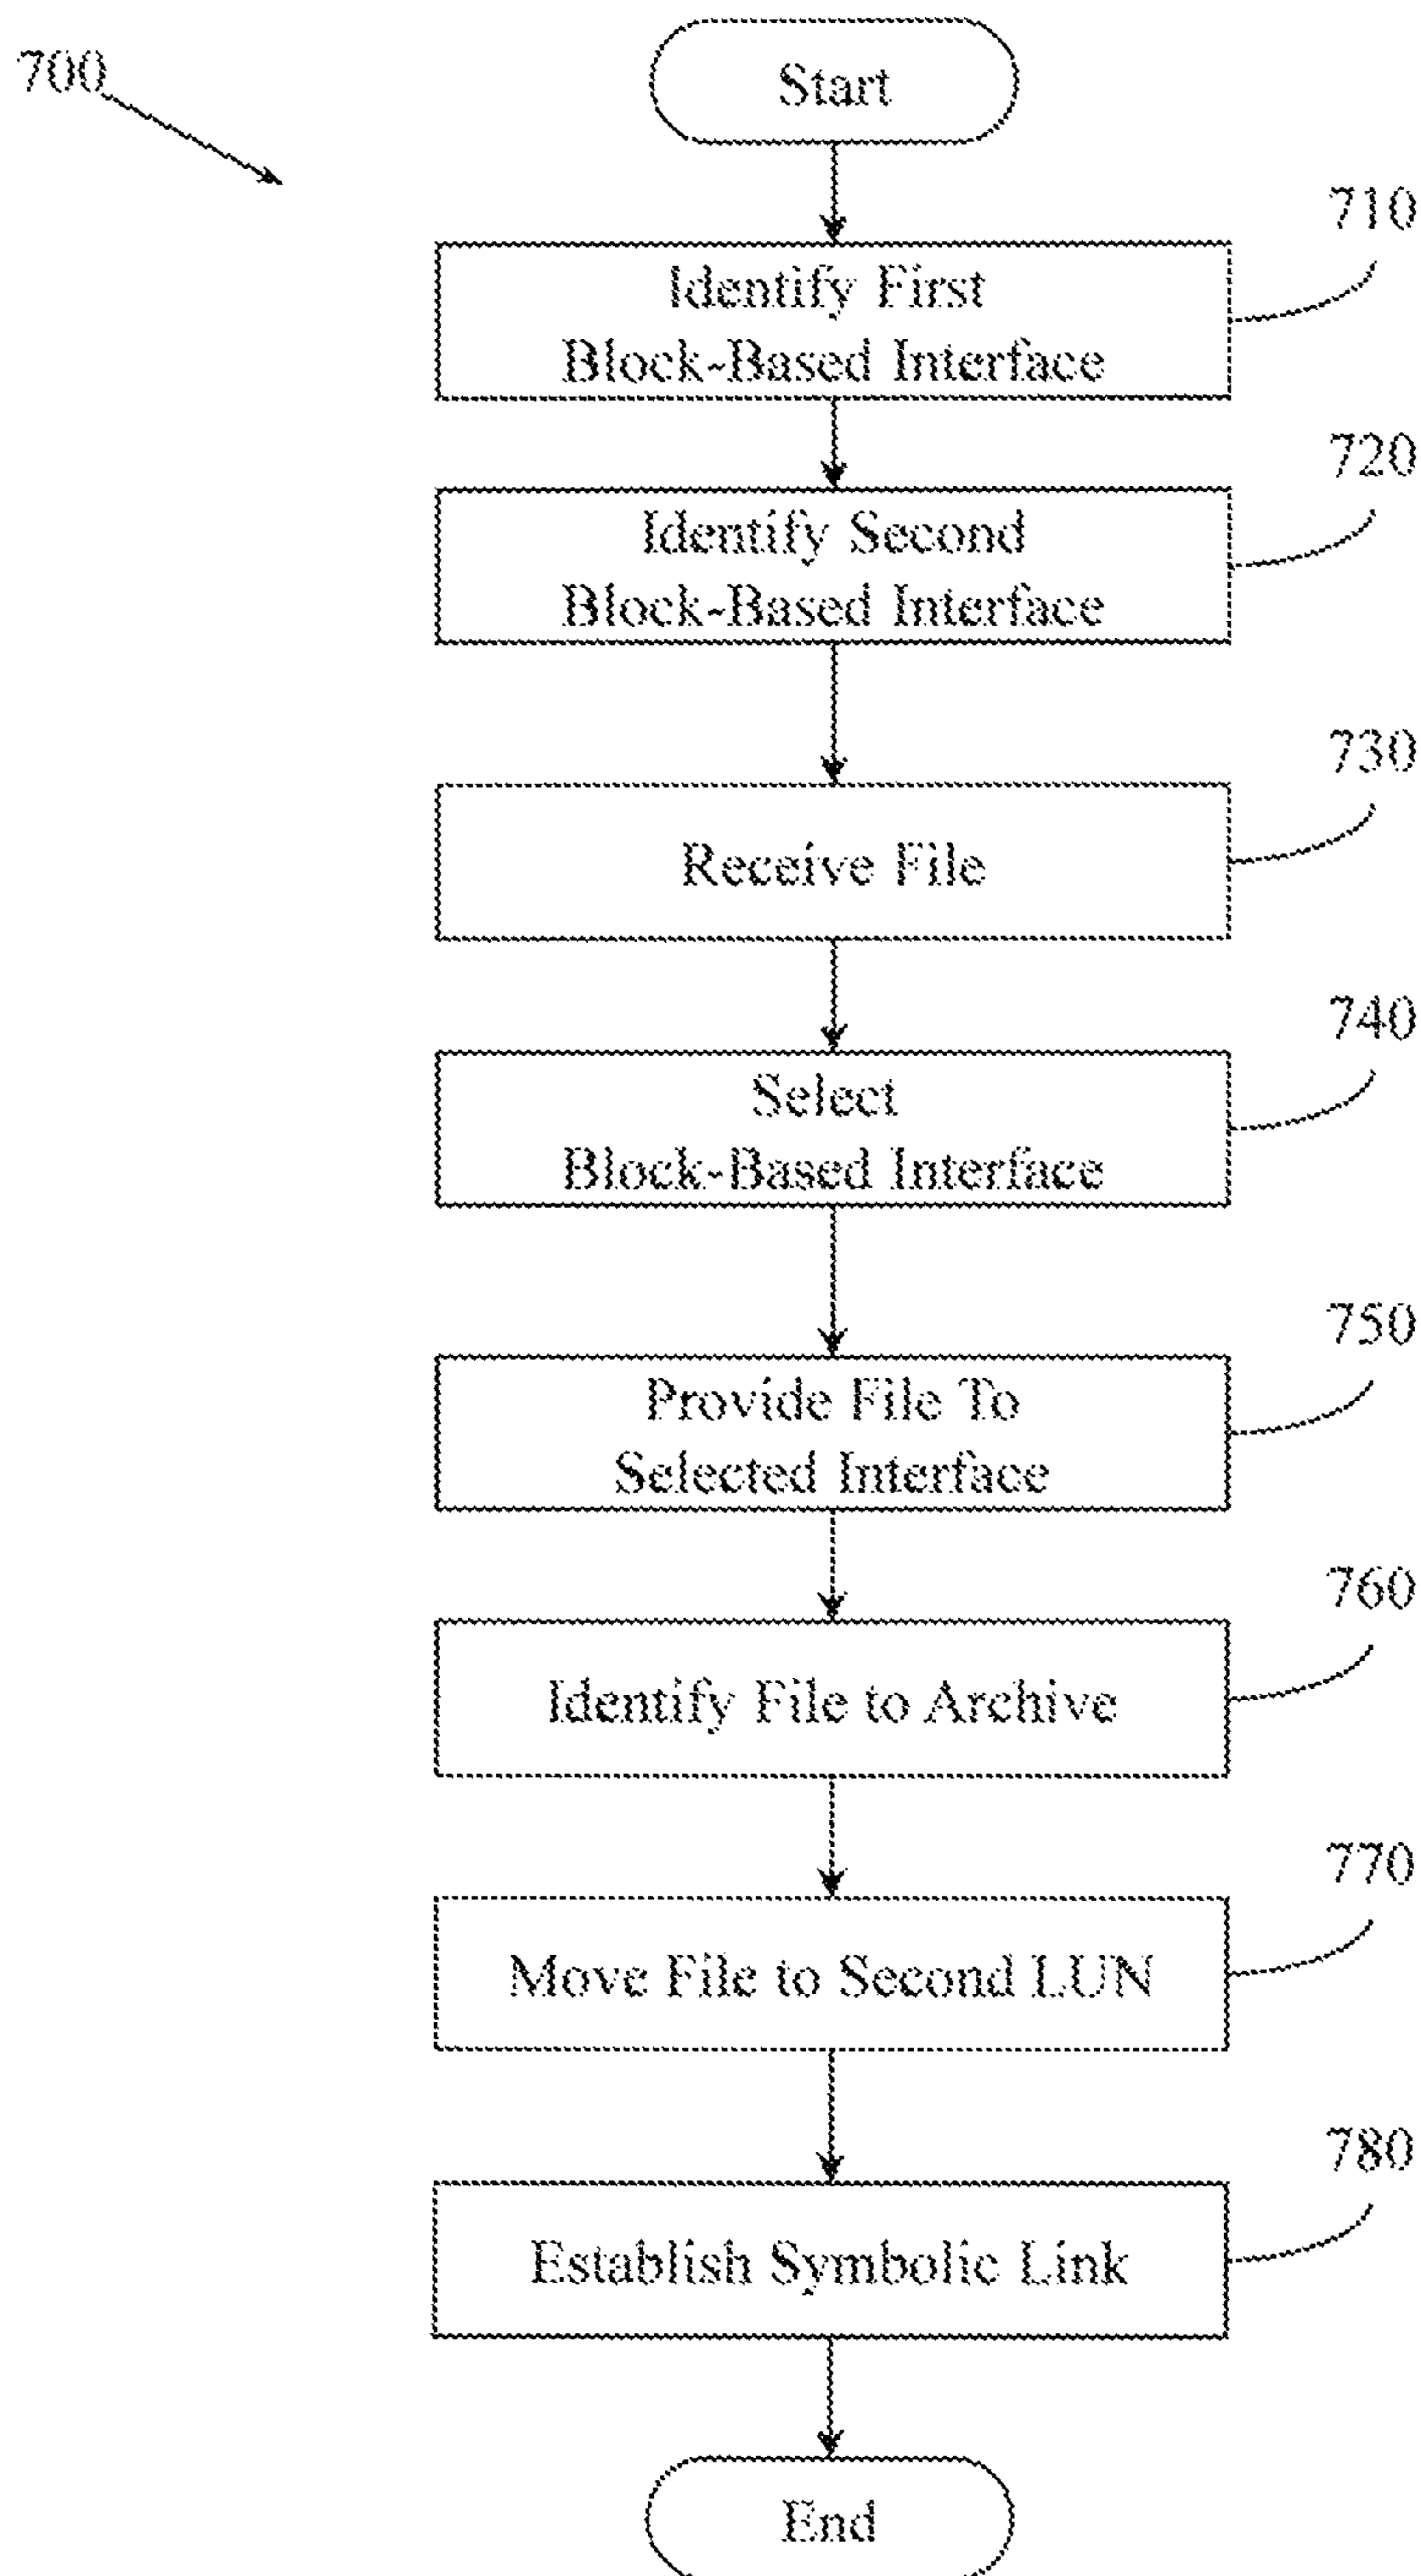 700
Start
710
Identify First
Block-Based Interface
720
Identify Second
Block-Based Interface
730
Receive File
740
Select
Block-Based Interface
750
Provide File To
Selected Interface
760
Identify File to Archive
770
Move File to Second LUN
780
Establish Symbolic Link
End